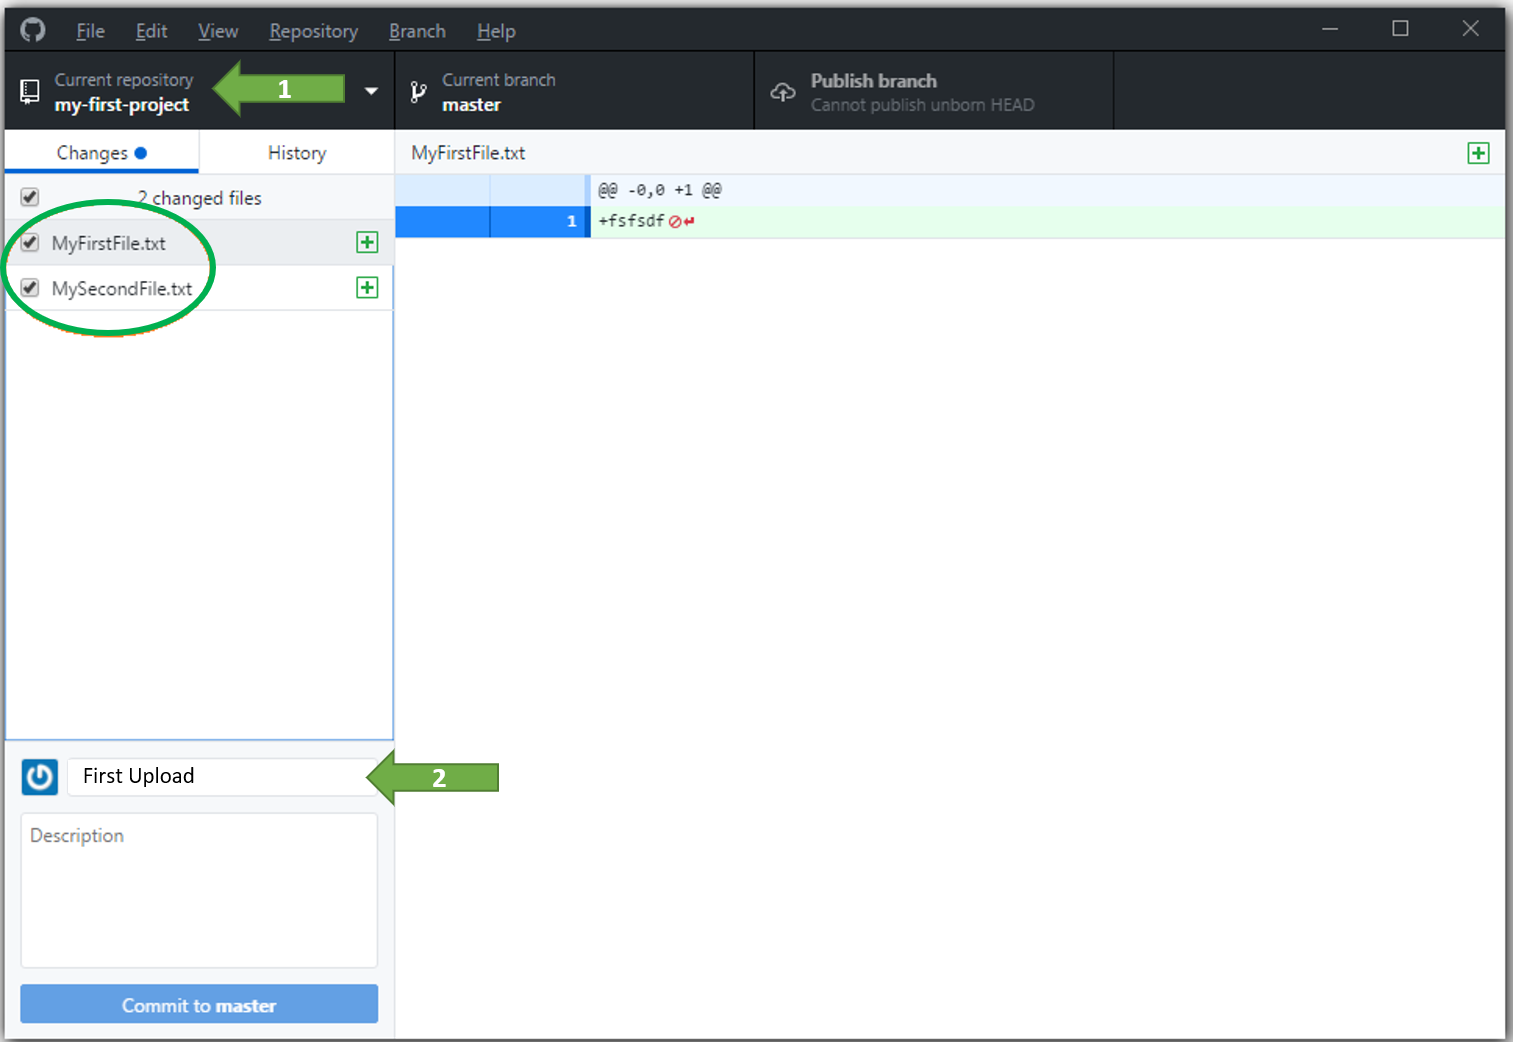 File Edit View Repository Branch Help
Current repository
my-first-project
1
Current branch
master
Publish branch
Cannot publish unborn HEAD
Changes
History
MyFirstFile.txt
2 changed files
@@ -0,0 +1 @@
1 +fsfsdf
MyFirstFile.txt
MySecondFile.txt
First Upload
2
Description
Commit to master